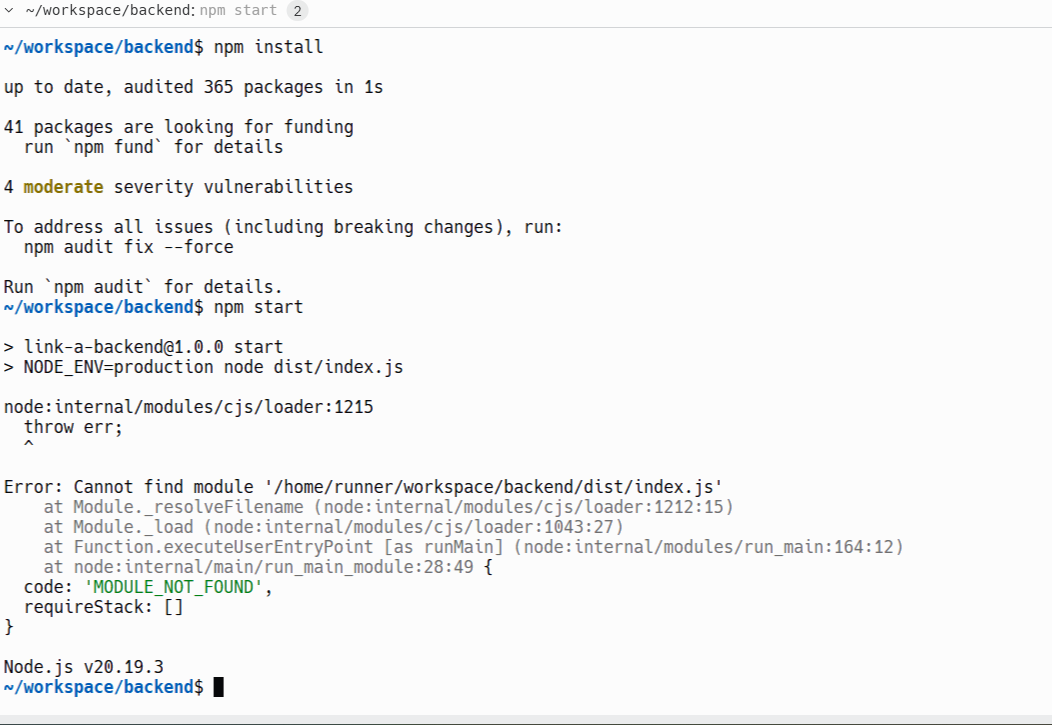 ~/workspace/backend: npm start 2
~/workspace/backend$ npm install
up to date, audited 365 packages in 1s
41 packages are looking for funding
  run `npm fund` for details
4 moderate severity vulnerabilities
To address all issues (including breaking changes), run:
  npm audit fix --force
Run `npm audit` for details.
~/workspace/backend$ npm start
> link-a-backend@1.0.0 start
> NODE_ENV=production node dist/index.js
node:internal/modules/cjs/loader:1215
  throw err;
  ^
Error: Cannot find module '/home/runner/workspace/backend/dist/index.js'
    at Module._resolveFilename (node:internal/modules/cjs/loader:1212:15)
    at Module._load (node:internal/modules/cjs/loader:1043:27)
    at Function.executeUserEntryPoint [as runMain] (node:internal/modules/run_main:164:12)
    at node:internal/main/run_main_module:28:49 {
  code: 'MODULE_NOT_FOUND',
  requireStack: []
}
Node.js v20.19.3
~/workspace/backend$